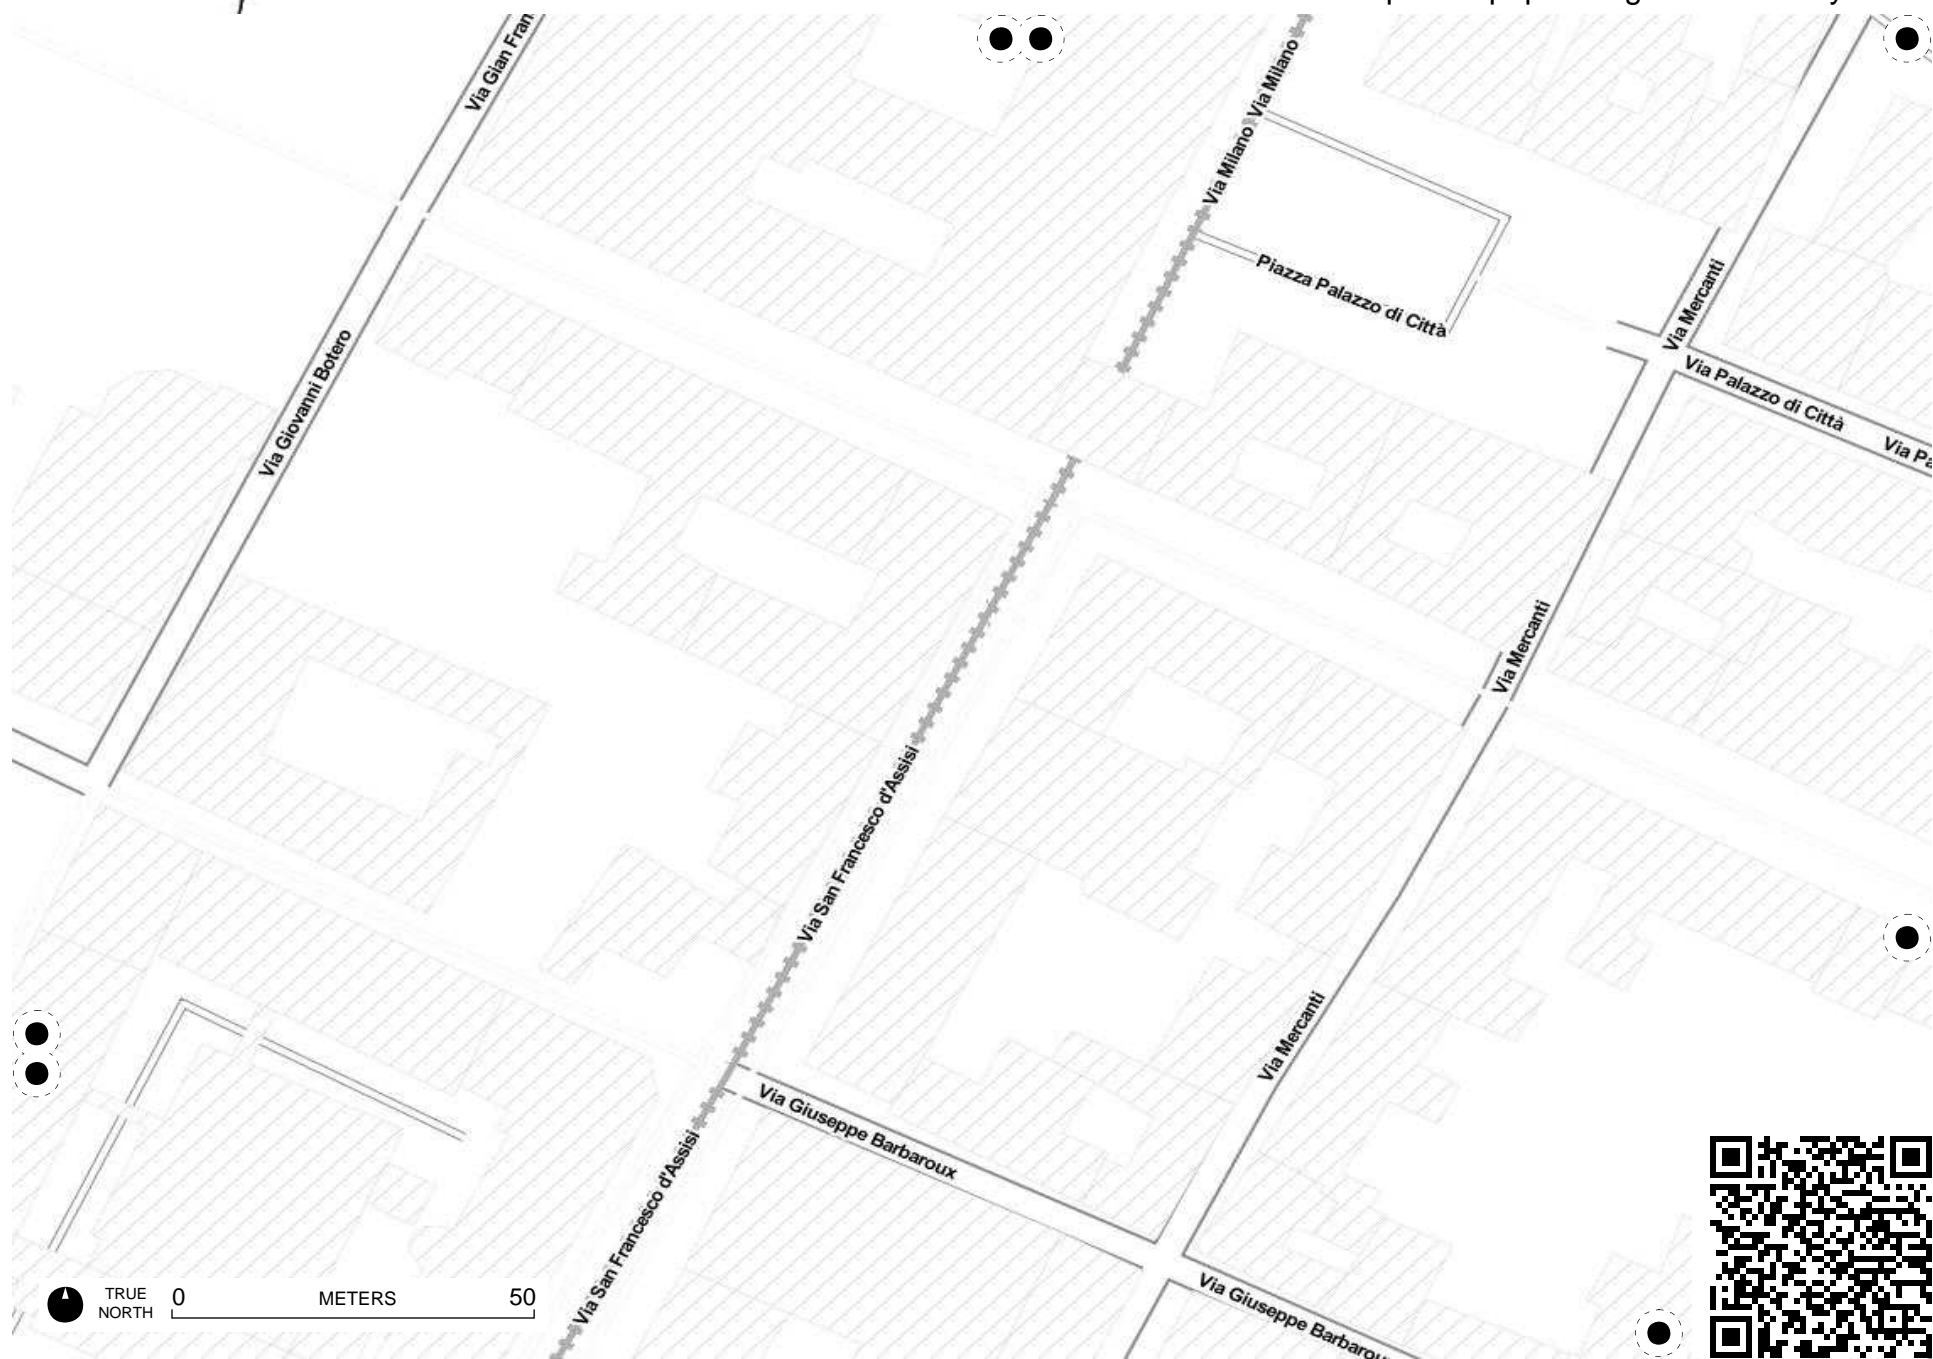 Via Gian Fran
Via Milano
Via Milano
Piazza Palazzo di Città
Via Mercanti
Via Palazzo di Città
Via Pa
Via Giovanni Botero
Via Mercanti
Via San Francesco d'Assisi
Via Mercanti
Via Giuseppe Barbaroux
Via San Francesco d'Assisi
Via Giuseppe Barbarou
TRUE
NORTH
0 METERS 50